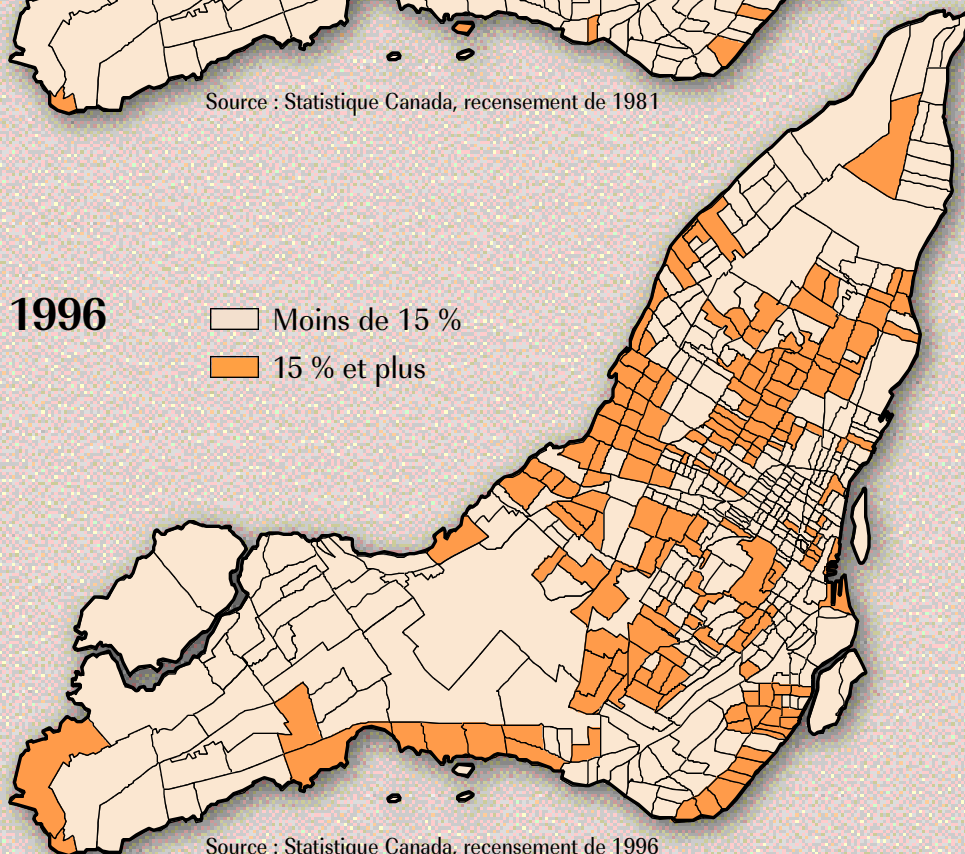 Source : Statistique Canada, recensement de 1981
1996
Moins de 15 %
15 % et plus
Source : Statistique Canada, recensement de 1996